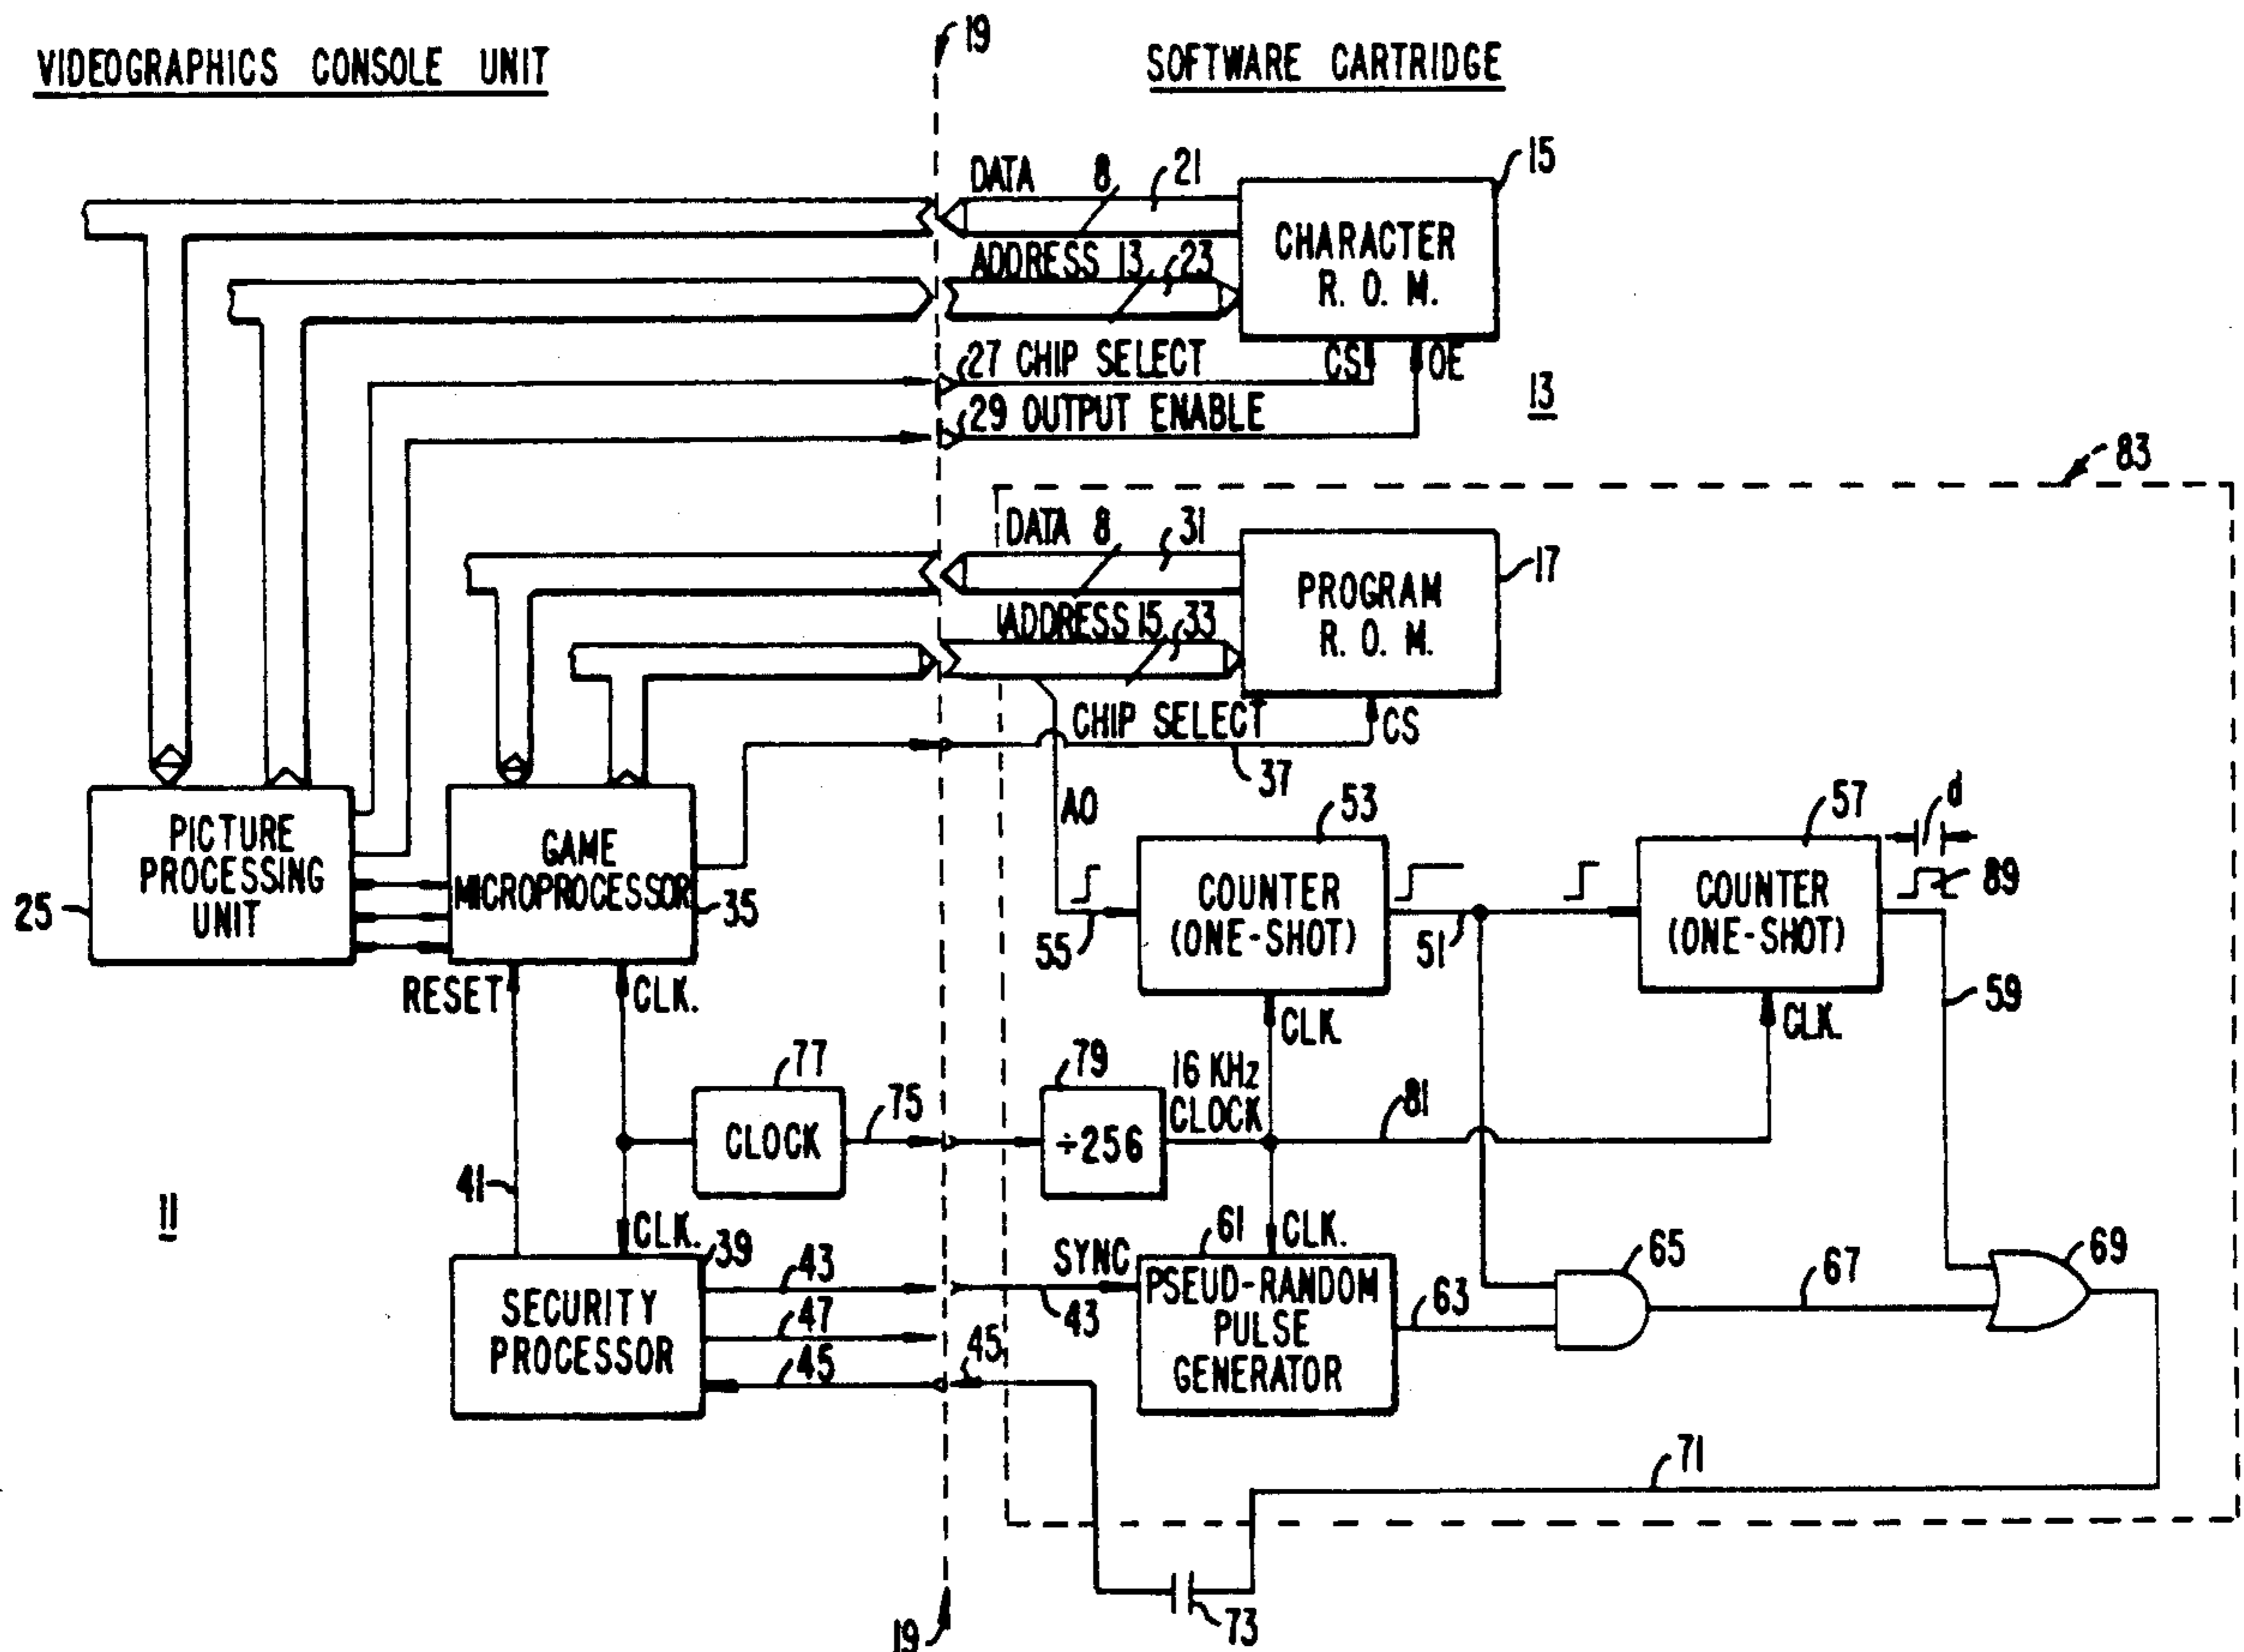 VIDEOGRAPHICS CONSOLE UNIT
19
SOFTWARE CARTRIDGE
DATA 8 21
15
CHARACTER
R. O. M.
ADDRESS 13 23
27 CHIP SELECT
CS
OE
29 OUTPUT ENABLE
13
83
DATA 8 31
17
PROGRAM
R. O. M.
ADDRESS 15 33
CHIP SELECT
CS
37
A0
53
57
d
89
PICTURE
PROCESSING
UNIT
25
GAME
MICROPROCESSOR
35
COUNTER
(ONE-SHOT)
55
51
COUNTER
(ONE-SHOT)
59
RESET
CLK.
CLK
CLK.
77
CLOCK
75
79
÷256
16 KHz
CLOCK
81
41
11
CLK.
39
SECURITY
PROCESSOR
43
47
45
SYNC
43
45
61
CLK.
PSEUD-RANDOM
PULSE
GENERATOR
63
65
67
69
71
73
19